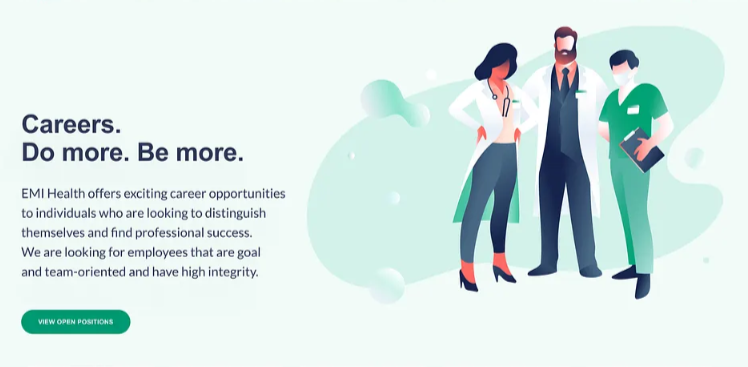 Careers.
Do more. Be more.
EMI Health offers exciting career opportunities
to individuals who are looking to distinguish
themselves and find professional success.
We are looking for employees that are goal
and team-oriented and have high integrity.
VIEW OPEN POSITIONS